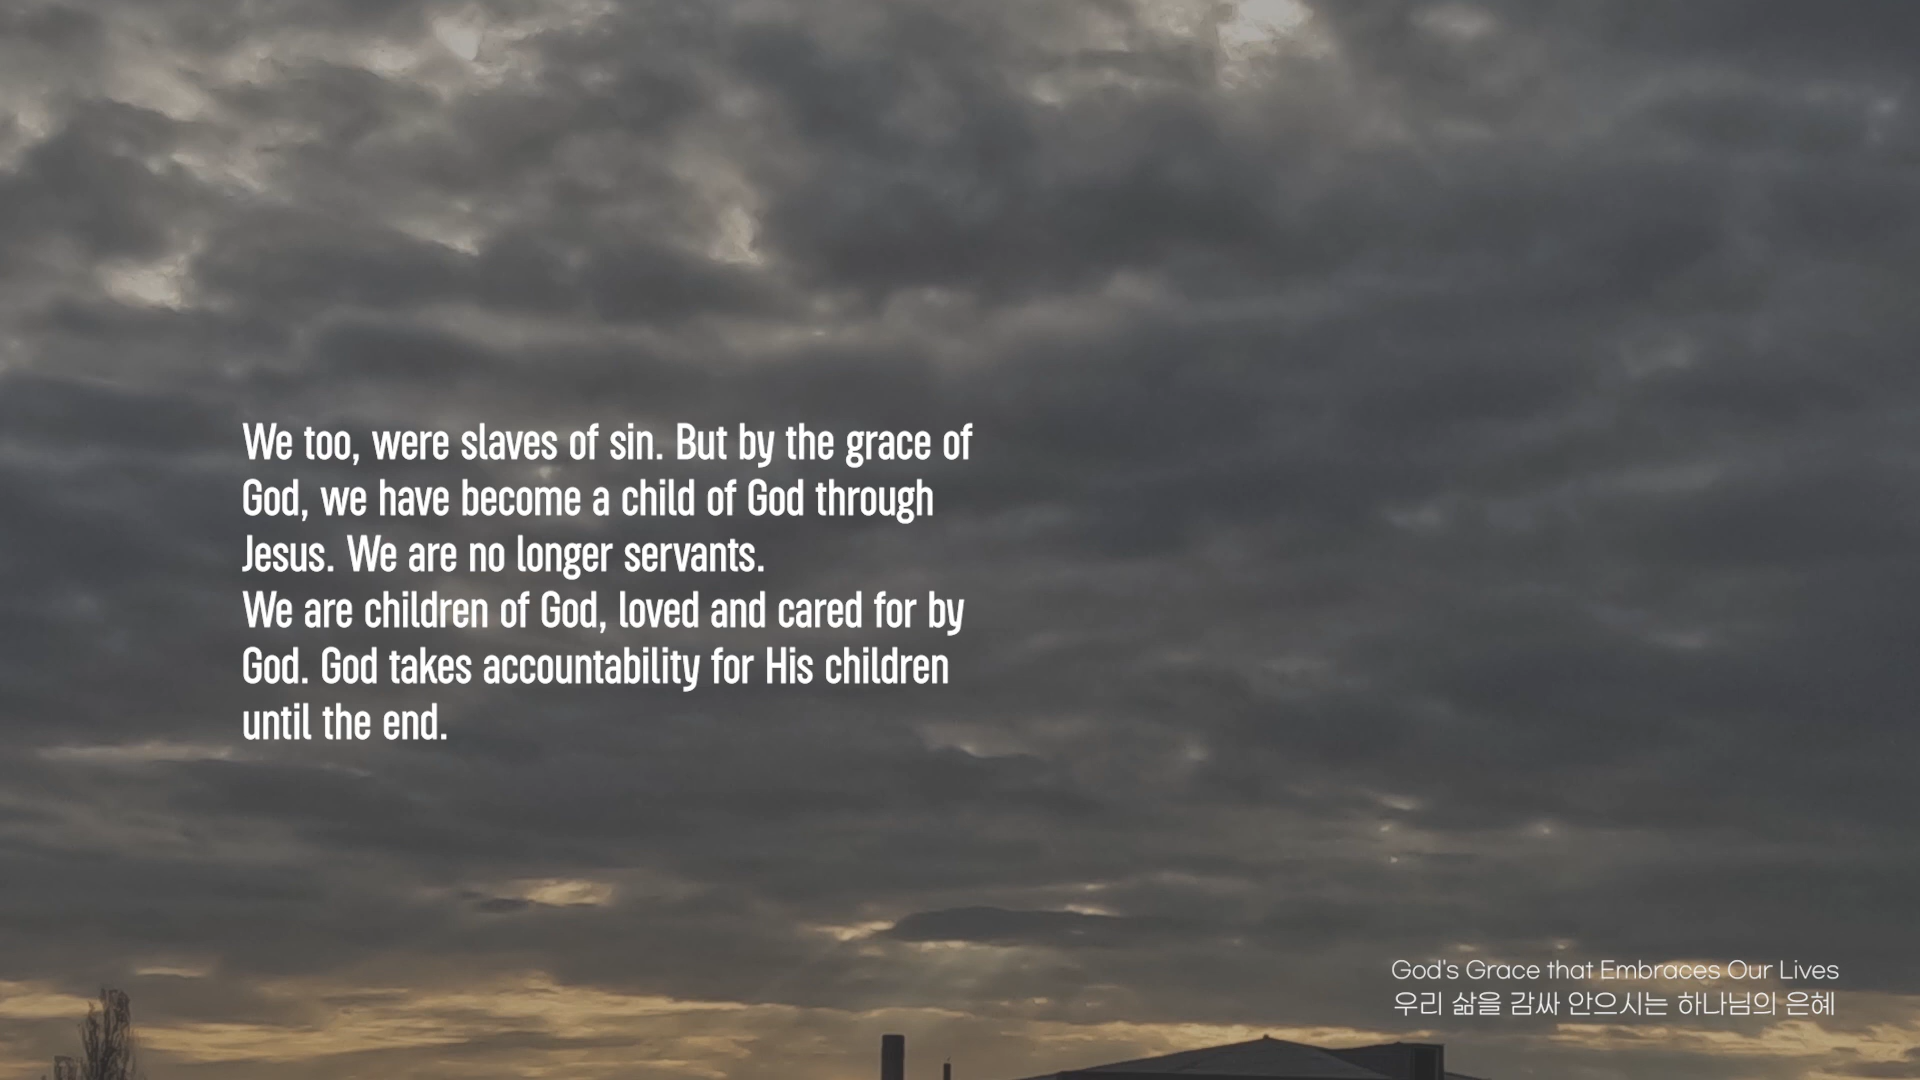 We too, were slaves of sin. But by the grace of
God, we have become a child of God through
Jesus. We are no longer servants.
We are children of God, loved and cared for by
God. God takes accountability for His children
until the end.
God's Grace that Embraces Our Lives
우리 삶을 감싸 안으시는 하나님의 은혜